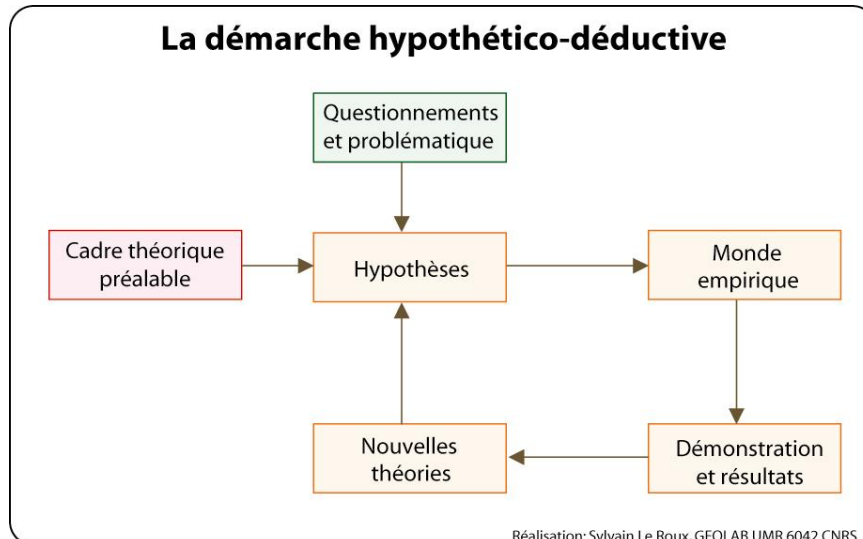 La démarche hypothético-déductive
Questionnements
et problématique
Cadre théorique
préalable
Hypothèses
Monde
empirique
Nouvelles
théories
Démonstration
et résultats
Réalisation: Sylvain Le Roux, GEOLAB UMR 6042 CNRS